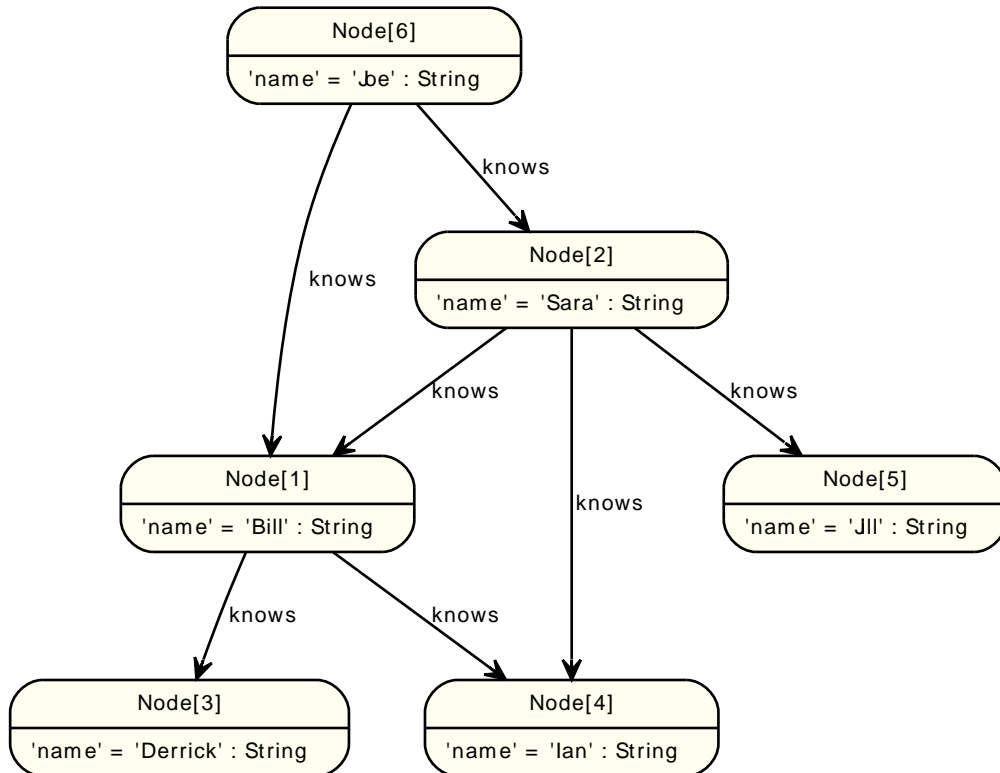 Node[6]
'name' = 'Joe' : String
knows
Node[2]
knows
'name' = 'Sara' : String
knows
knows
Node[1]
Node[5]
knows
'name' = 'Bill' : String
'name' = 'Jill' : String
knows
knows
Node[3]
Node[4]
'name' = 'Derrick' : String
'name' = 'Ian' : String